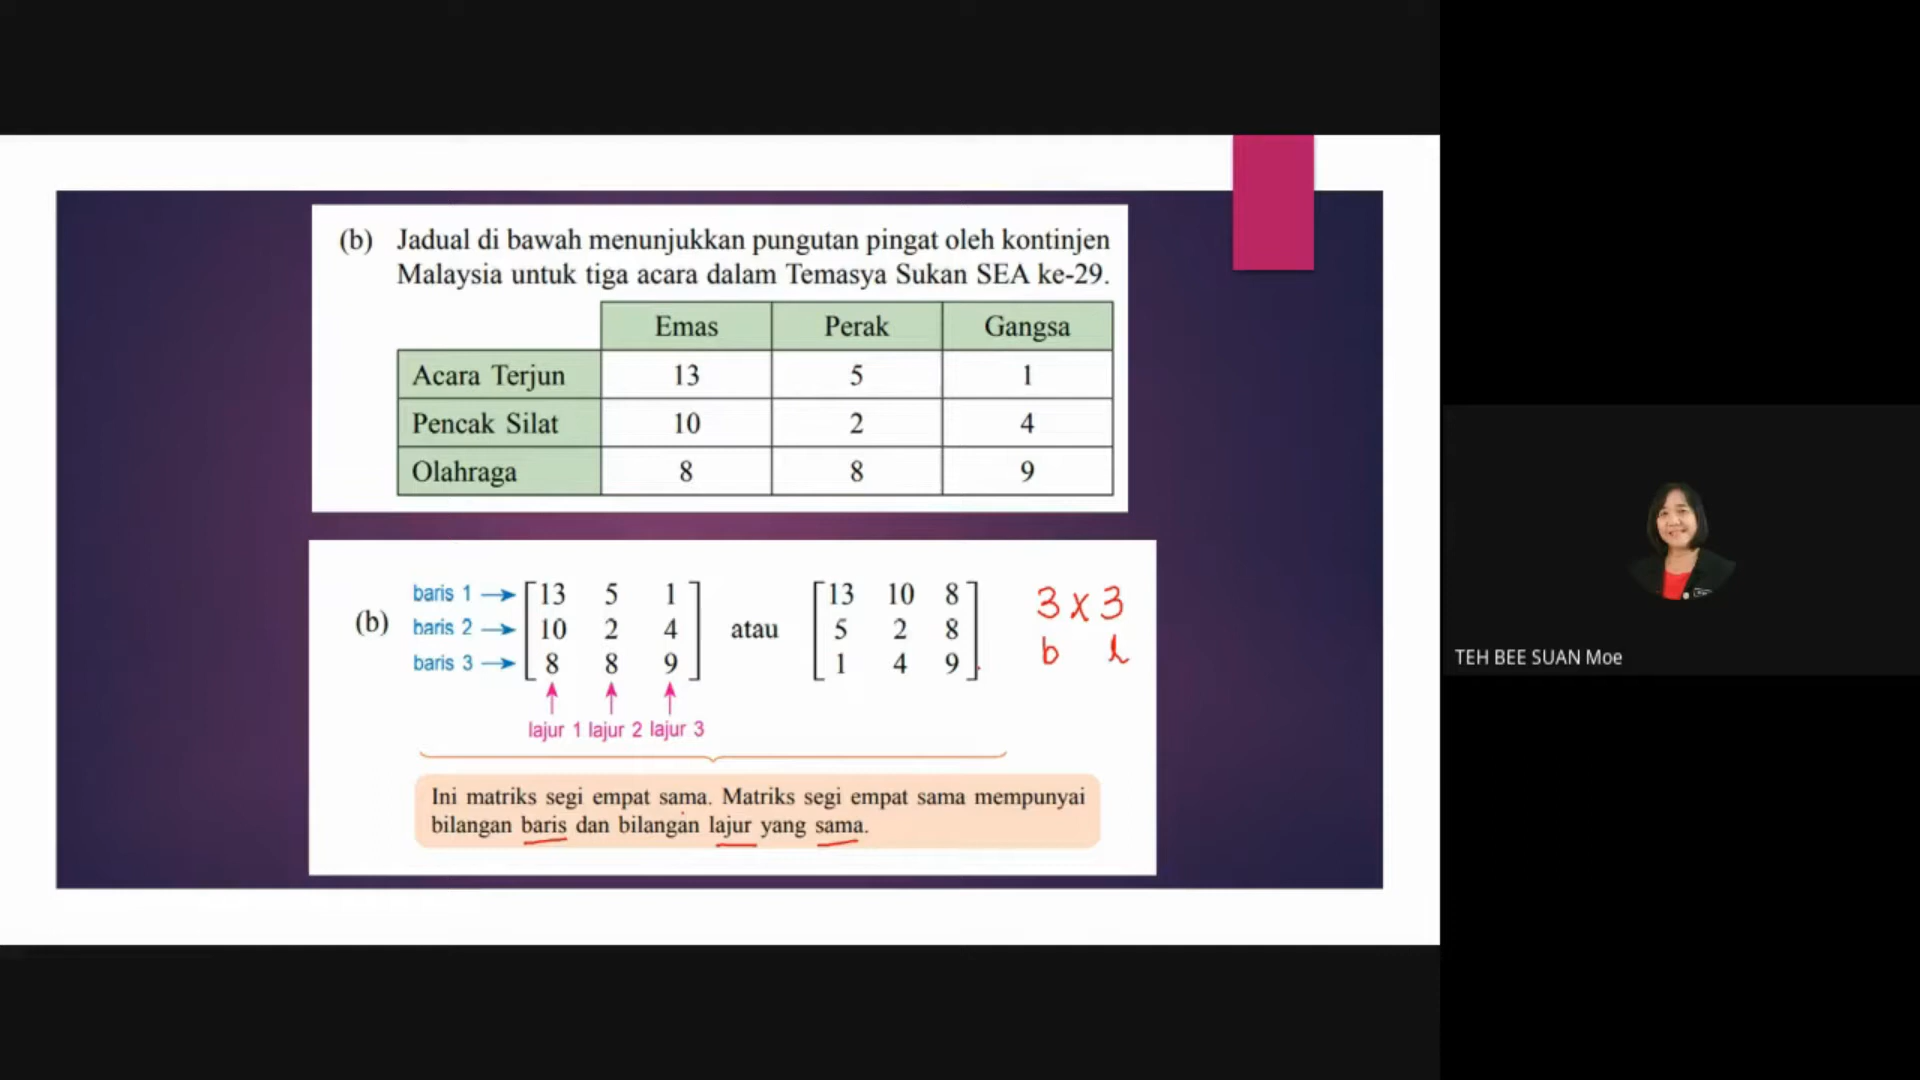 (b) Jadual di bawah menunjukkan pungutan pingat oleh kontinjen
Malaysia untuk tiga acara dalam Temasya Sukan SEA ke-29.
Emas Perak Gangsa
Acara Terjun 13 5 1
Pencak Silat 10 2 4
Olahraga 8 8 9
(b)
baris 1 → 13 5 1
baris 2 → 10 2 4
baris 3 → 8 8 9
lajur 1 lajur 2 lajur 3
atau
13 10 8
5 2 8
1 4 9
3 x 3
b l
Ini matriks segi empat sama. Matriks segi empat sama mempunyai
bilangan baris dan bilangan lajur yang sama.
TEH BEE SUAN Moe